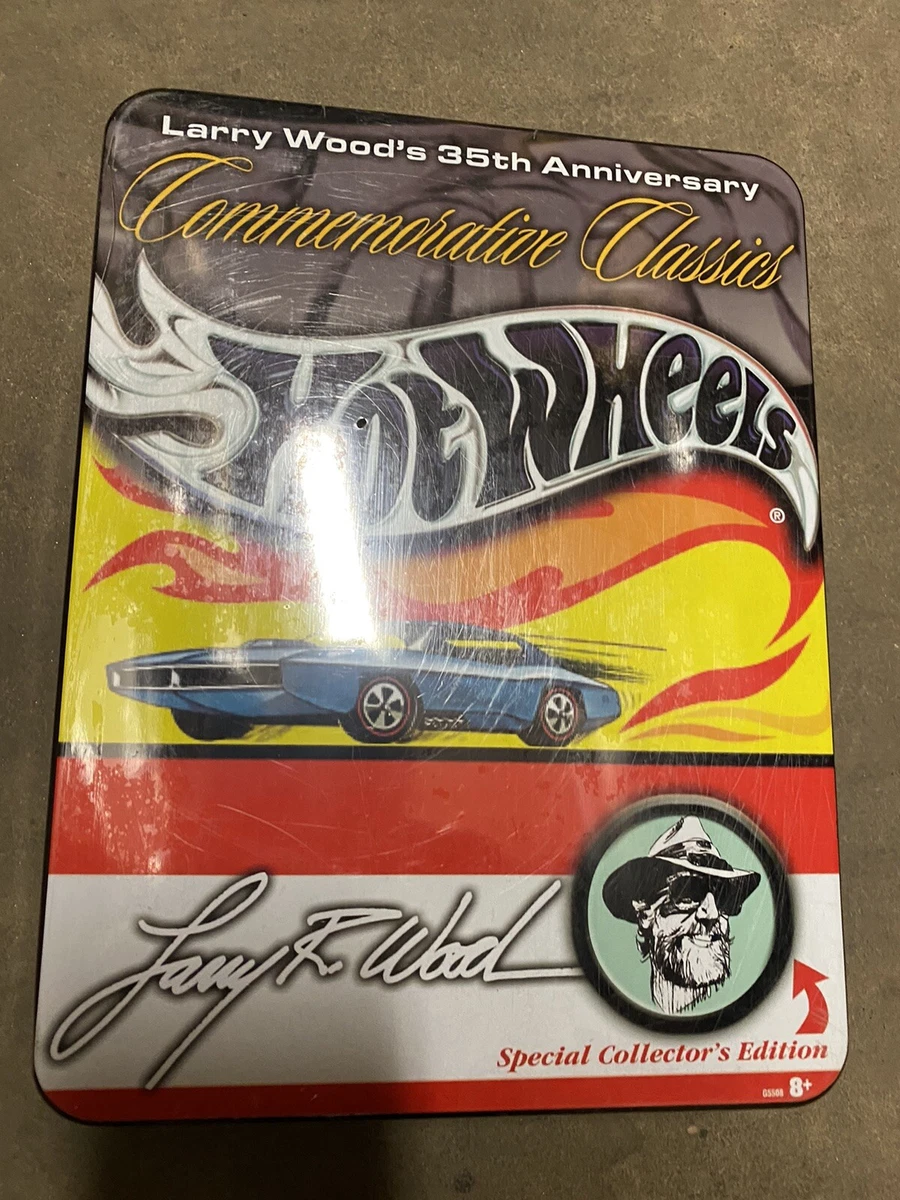 Larry Wood's 35th Anniversary
Commemorative Classics
Hot Wheels
®
Larry R. Wood
Special Collector's Edition
G5508 8+